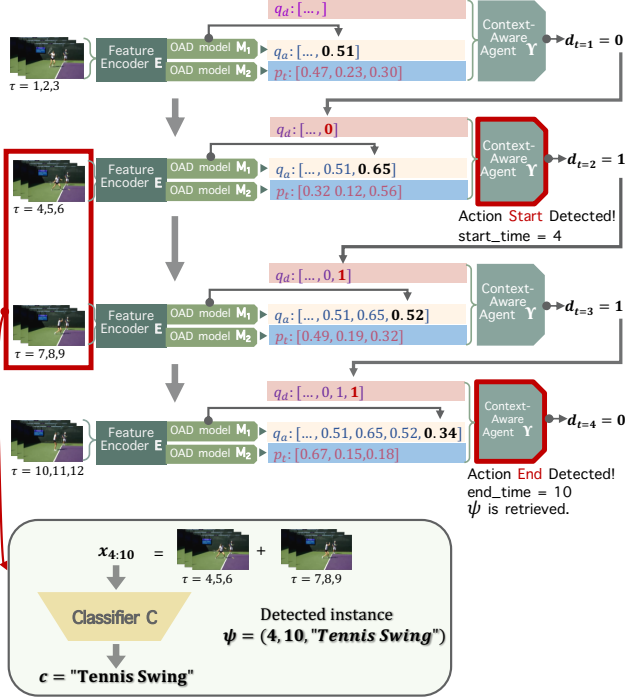 q_d:[…,]
Feature
Encoder E
OAD model M₁
OAD model M₂
q_a:[…, 0.51]
p_t:[0.47, 0.23, 0.30]
Context-
Aware
Agent ϒ
d_{t=1} = 0
τ = 1,2,3
q_d:[…, 0]
Feature
Encoder E
OAD model M₁
OAD model M₂
q_a:[…, 0.51, 0.65]
p_t:[0.32 0.12, 0.56]
Context-
Aware
Agent ϒ
d_{t=2} = 1
τ = 4,5,6
Action Start Detected!
start_time = 4
q_d:[…, 0, 1]
Feature
Encoder E
OAD model M₁
OAD model M₂
q_a:[…, 0.51, 0.65, 0.52]
p_t:[0.49, 0.19, 0.32]
Context-
Aware
Agent ϒ
d_{t=3} = 1
τ = 7,8,9
q_d:[…, 0, 1, 1]
Feature
Encoder E
OAD model M₁
OAD model M₂
q_a:[…, 0.51, 0.65, 0.52, 0.34]
p_t:[0.67, 0.15,0.18]
Context-
Aware
Agent ϒ
d_{t=4} = 0
τ = 10,11,12
Action End Detected!
end_time = 10
ψ is retrieved.
x_{4:10} = +
τ = 4,5,6
τ = 7,8,9
Classifier C
Detected instance
ψ = (4, 10, "Tennis Swing")
c = "Tennis Swing"